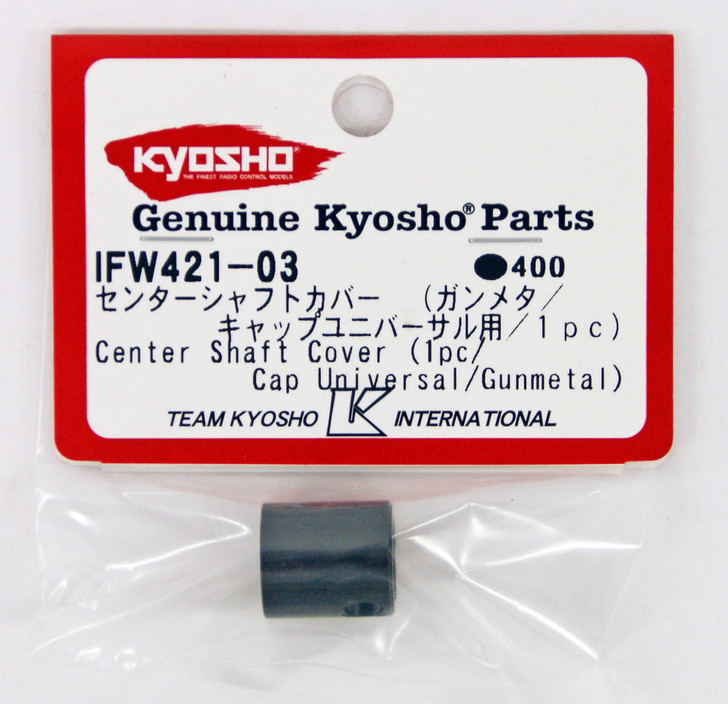 KYOSHO®
THE FINEST RADIO CONTROL MODELS
Genuine Kyosho® Parts
IFW421-03 ●400
センターシャフトカバー (ガンメタ/
キャップユニバーサル用/1pc)
Center Shaft Cover (1pc/
Cap Universal/Gunmetal)
TEAM KYOSHO K INTERNATIONAL